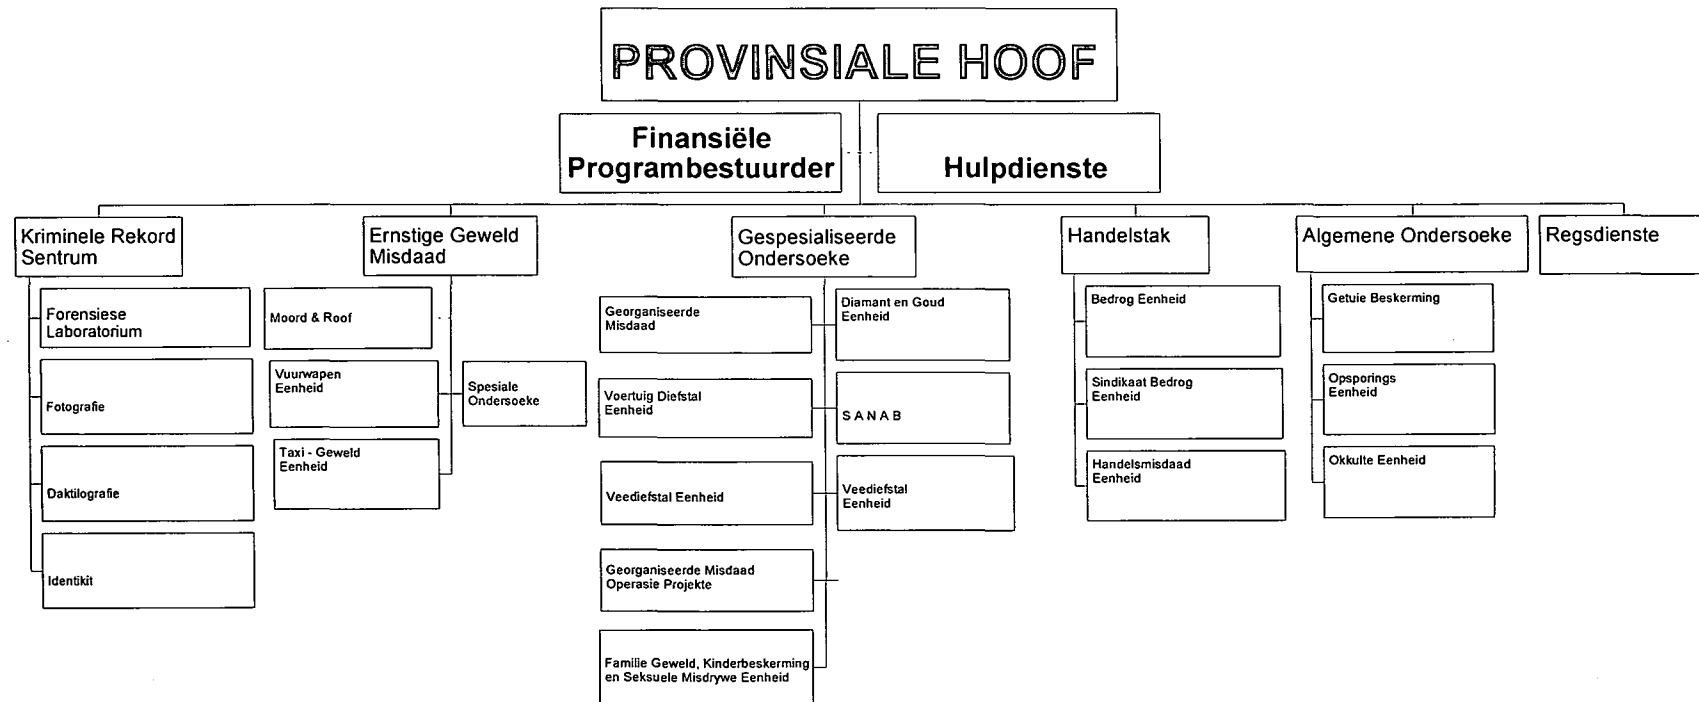 PROVINSIALE HOOF
Finansiële
Programbestuurder
Hulpdienste
Kriminele Rekord
Sentrum
Forensiese
Laboratorium
Fotografie
Daktilografie
Identikit
Ernstige Geweld
Misdaad
Moord & Roof
Vuurwapen
Eenheid
Taxi - Geweld
Eenheid
Spesiale
Ondersoeke
Gespesialiseerde
Ondersoeke
Georganiseerde
Misdaad
Voertuig Diefstal
Eenheid
Veediefstal Eenheid
Georganiseerde Misdaad
Operasie Projekte
Familie Geweld, Kinderbeskerming
en Seksuele Misdrywe Eenheid
Diamant en Goud
Eenheid
S A N A B
Veediefstal
Eenheid
Handelstak
Bedrog Eenheid
Sindikaat Bedrog
Eenheid
Handelsmisdaad
Eenheid
Algemene Ondersoeke
Getuie Beskerming
Opsporings
Eenheid
Okkulte Eenheid
Regsdienste